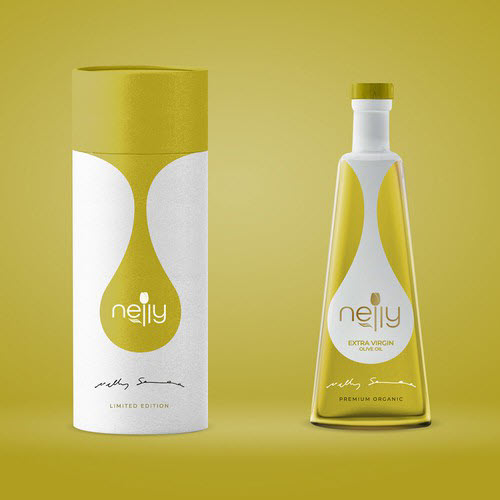 nelly
LIMITED EDITION
nelly
EXTRA VIRGIN
OLIVE OIL
PREMIUM ORGANIC